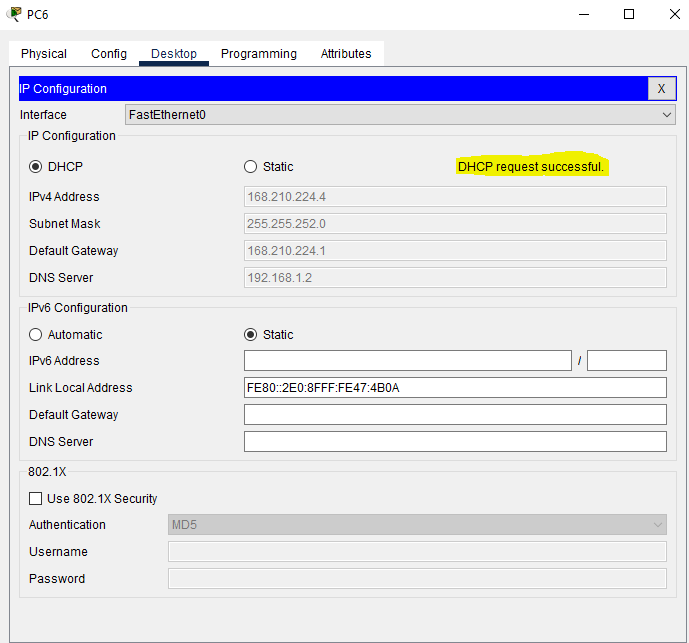 PC6
Physical Config Desktop Programming Attributes
IP Configuration X
Interface FastEthernet0
IP Configuration
DHCP Static DHCP request successful.
IPv4 Address 168.210.224.4
Subnet Mask 255.255.252.0
Default Gateway 168.210.224.1
DNS Server 192.168.1.2
IPv6 Configuration
Automatic Static
IPv6 Address /
Link Local Address FE80::2E0:8FFF:FE47:4B0A
Default Gateway
DNS Server
802.1X
Use 802.1X Security
Authentication MD5
Username
Password